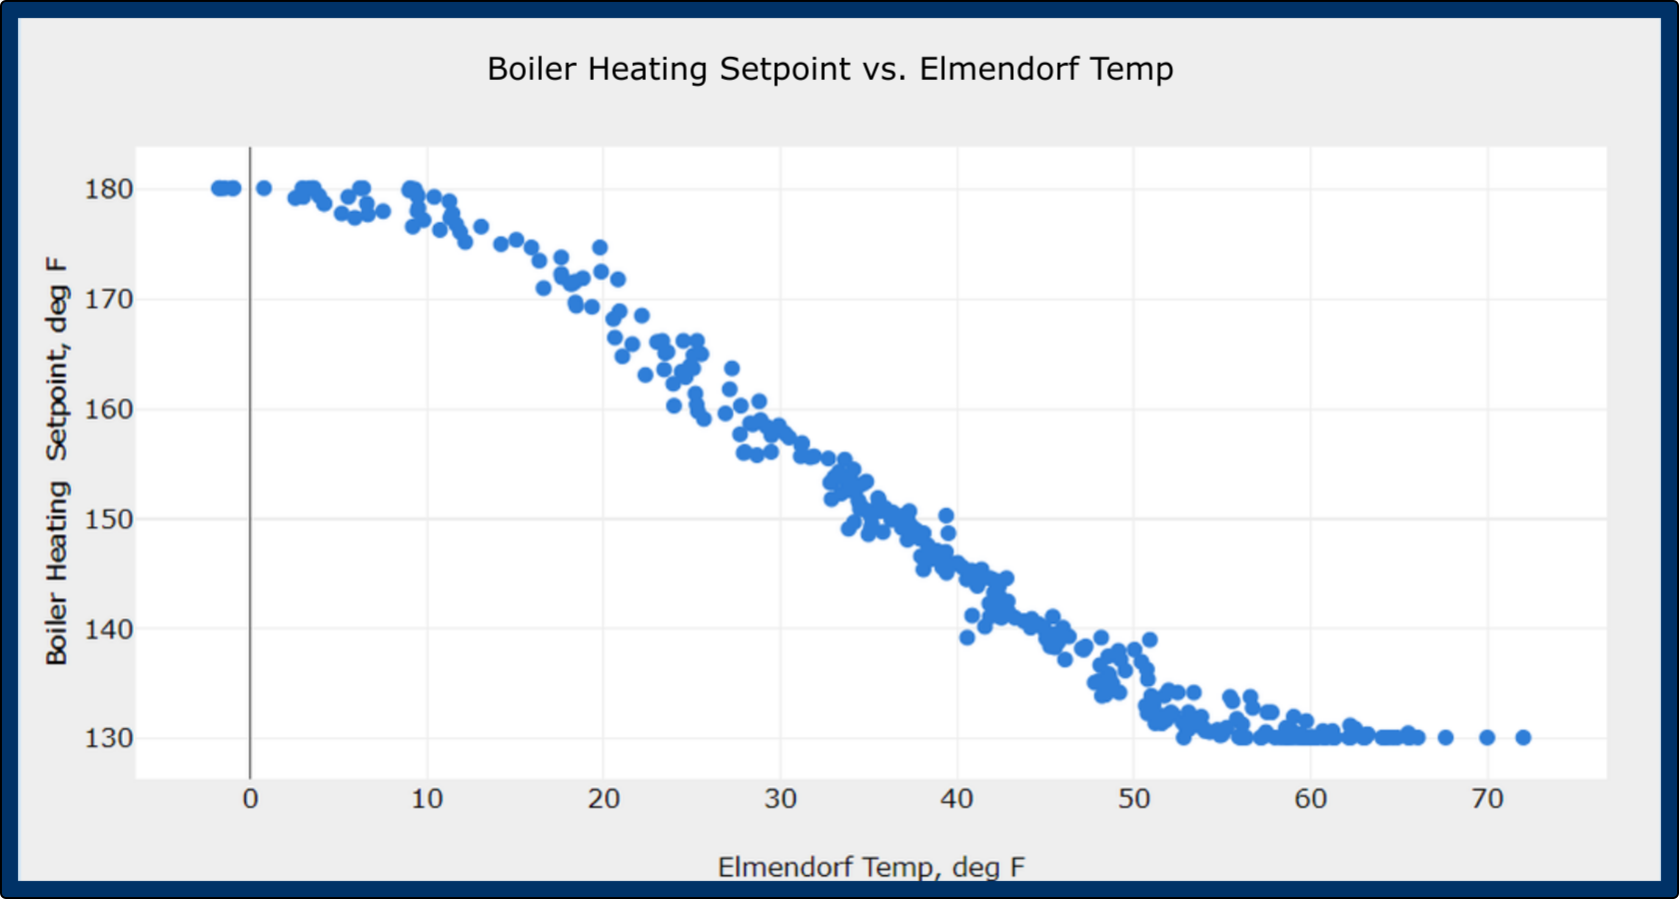 Boiler Heating Setpoint vs. Elmendorf Temp
180
170
160
150
140
130
Boiler Heating Setpoint, deg F
0 10 20 30 40 50 60 70
Elmendorf Temp, deg F